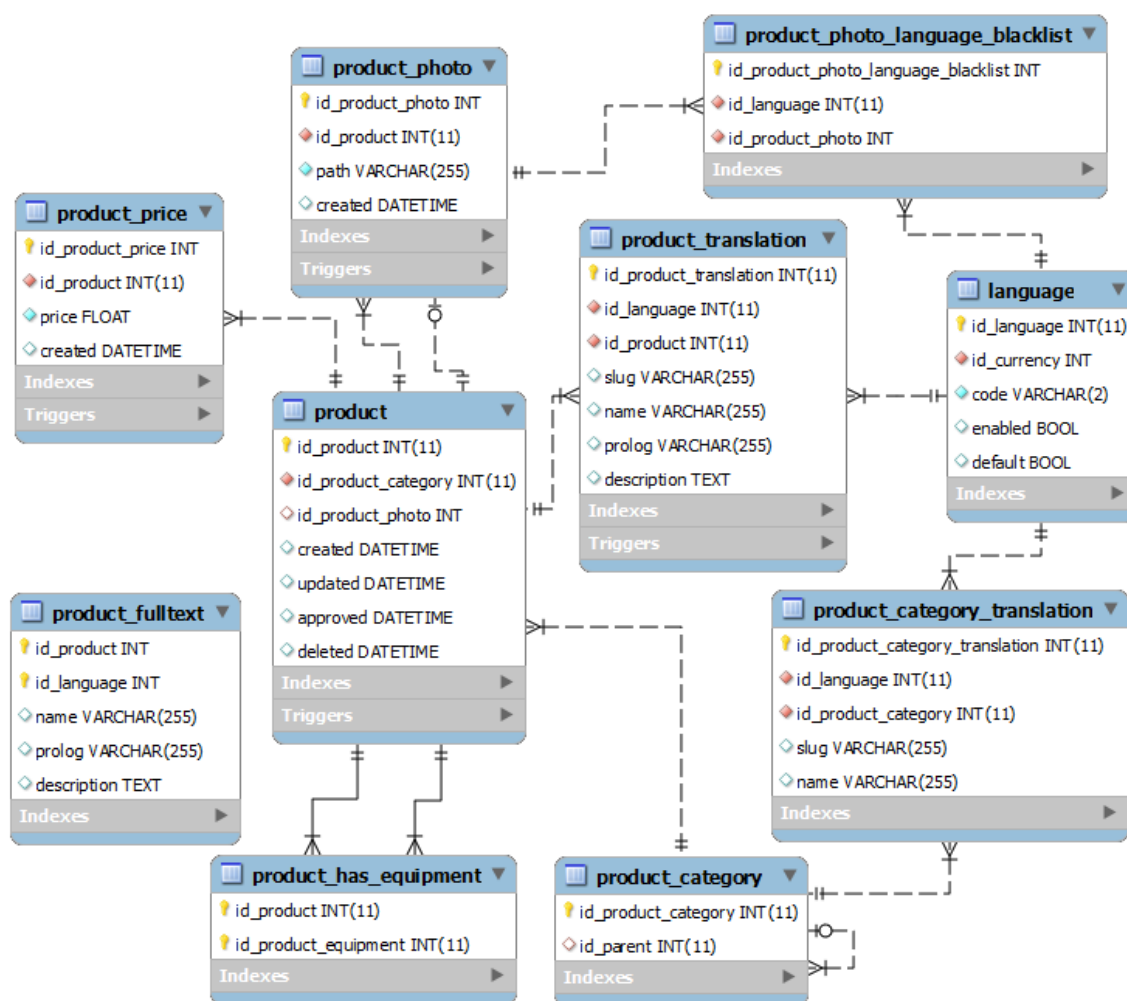 product_photo
id_product_photo INT
id_product INT(11)
path VARCHAR(255)
created DATETIME
Indexes
Triggers
product_photo_language_blacklist
id_product_photo_language_blacklist INT
id_language INT(11)
id_product_photo INT
Indexes
product_price
id_product_price INT
id_product INT(11)
price FLOAT
created DATETIME
Indexes
Triggers
product_translation
id_product_translation INT(11)
id_language INT(11)
id_product INT(11)
slug VARCHAR(255)
name VARCHAR(255)
prolog VARCHAR(255)
description TEXT
Indexes
Triggers
language
id_language INT(11)
id_currency INT
code VARCHAR(2)
enabled BOOL
default BOOL
Indexes
product
id_product INT(11)
id_product_category INT(11)
id_product_photo INT
created DATETIME
updated DATETIME
approved DATETIME
deleted DATETIME
Indexes
Triggers
product_fulltext
id_product INT
id_language INT
name VARCHAR(255)
prolog VARCHAR(255)
description TEXT
Indexes
product_category_translation
id_product_category_translation INT(11)
id_language INT(11)
id_product_category INT(11)
slug VARCHAR(255)
name VARCHAR(255)
Indexes
product_has_equipment
id_product INT(11)
id_product_equipment INT(11)
Indexes
product_category
id_product_category INT(11)
id_parent INT(11)
Indexes